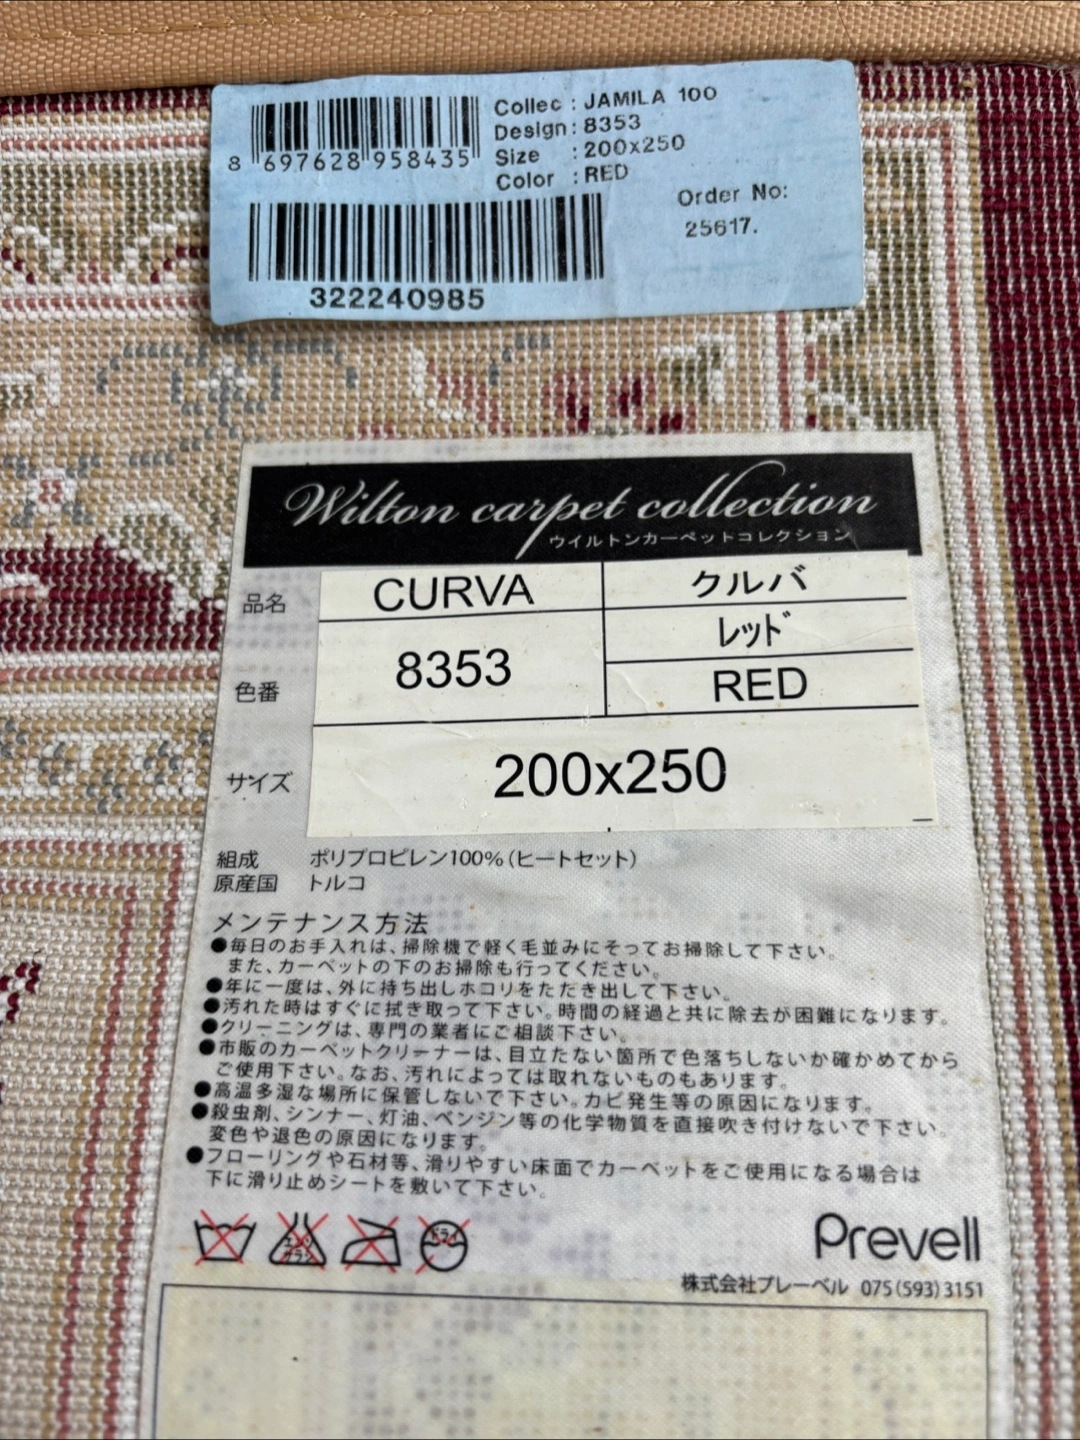 Collec : JAMILA 100
Design : 8353
Size : 200x250
Color : RED
Order No:
25617.
8 697628 958435
322240985
Wilton carpet collection
ウイルトンカーペットコレクション
品名 CURVA クルバ
色番 8353 レッド
RED
サイズ 200x250
組成 ポリプロピレン100%(ヒートセット)
原産国 トルコ
メンテナンス方法
●毎日のお手入れは、掃除機で軽く毛並みにそってお掃除して下さい。
また、カーペットの下のお掃除も行ってください。
●年に一度は、外に持ち出しホコリをただき出して下さい。
●汚れた時はすぐに拭き取って下さい。時間の経過と共に除去が困難になります。
●クリーニングは、専門の業者にご相談下さい。
●市販のカーペットクリーナーは、目立たない箇所で色落ちしないか確かめてから
ご使用下さい。なお、汚れによっては取れないものもあります。
●高温多湿な場所に保管しないで下さい。カビ発生等の原因になります。
●殺虫剤、シンナー、灯油、ベンジン等の化学物質を直接吹き付けないで下さい。
変色や退色の原因になります。
●フローリングや石材等、滑りやすい床面でカーペットをご使用になる場合は
下に滑り止めシートを敷いて下さい。
エンソ
サラシ
ドライ
Prevell
株式会社プレーベル 075(593)3151